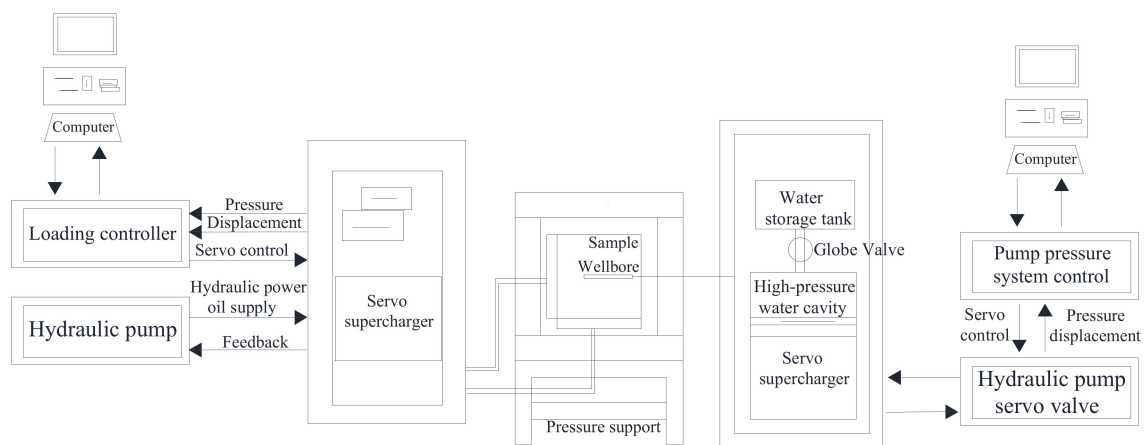 Computer
Loading controller
Pressure
Displacement
Servo control
Hydraulic pump
Hydraulic power
oil supply
Feedback
Servo
supercharger
Sample
Wellbore
Pressure support
Water
storage tank
Globe Valve
High-pressure
water cavity
Servo
supercharger
Computer
Pump pressure
system control
Servo
control
Pressure
displacement
Hydraulic pump
servo valve